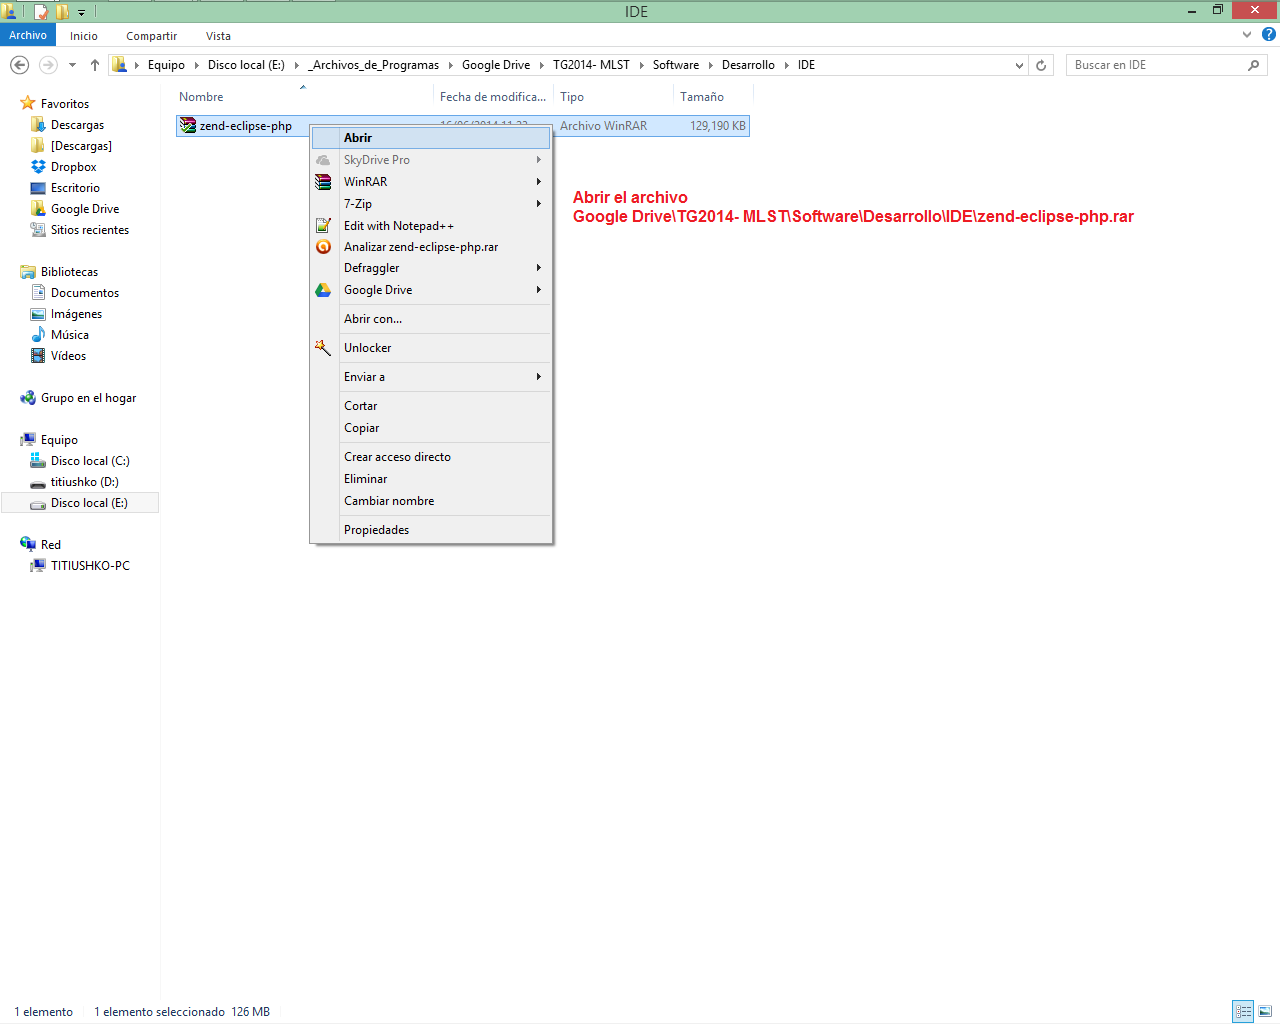 IDE
Archivo Inicio Compartir Vista
Equipo Disco local (E:) _Archivos_de_Programas Google Drive TG2014- MLST Software Desarrollo IDE Buscar en IDE
Favoritos
Descargas
[Descargas]
Dropbox
Escritorio
Google Drive
Sitios recientes
Bibliotecas
Documentos
Imágenes
Música
Vídeos
Grupo en el hogar
Equipo
Disco local (C:)
titiushko (D:)
Disco local (E:)
Red
TITIUSHKO-PC
Nombre Fecha de modifica... Tipo Tamaño
zend-eclipse-php Archivo WinRAR 129,190 KB
Abrir
SkyDrive Pro
WinRAR
7-Zip
Edit with Notepad++
Analizar zend-eclipse-php.rar
Defraggler
Google Drive
Abrir con...
Unlocker
Enviar a
Cortar
Copiar
Crear acceso directo
Eliminar
Cambiar nombre
Propiedades
Abrir el archivo
Google Drive\TG2014- MLST\Software\Desarrollo\IDE\zend-eclipse-php.rar
1 elemento 1 elemento seleccionado 126 MB